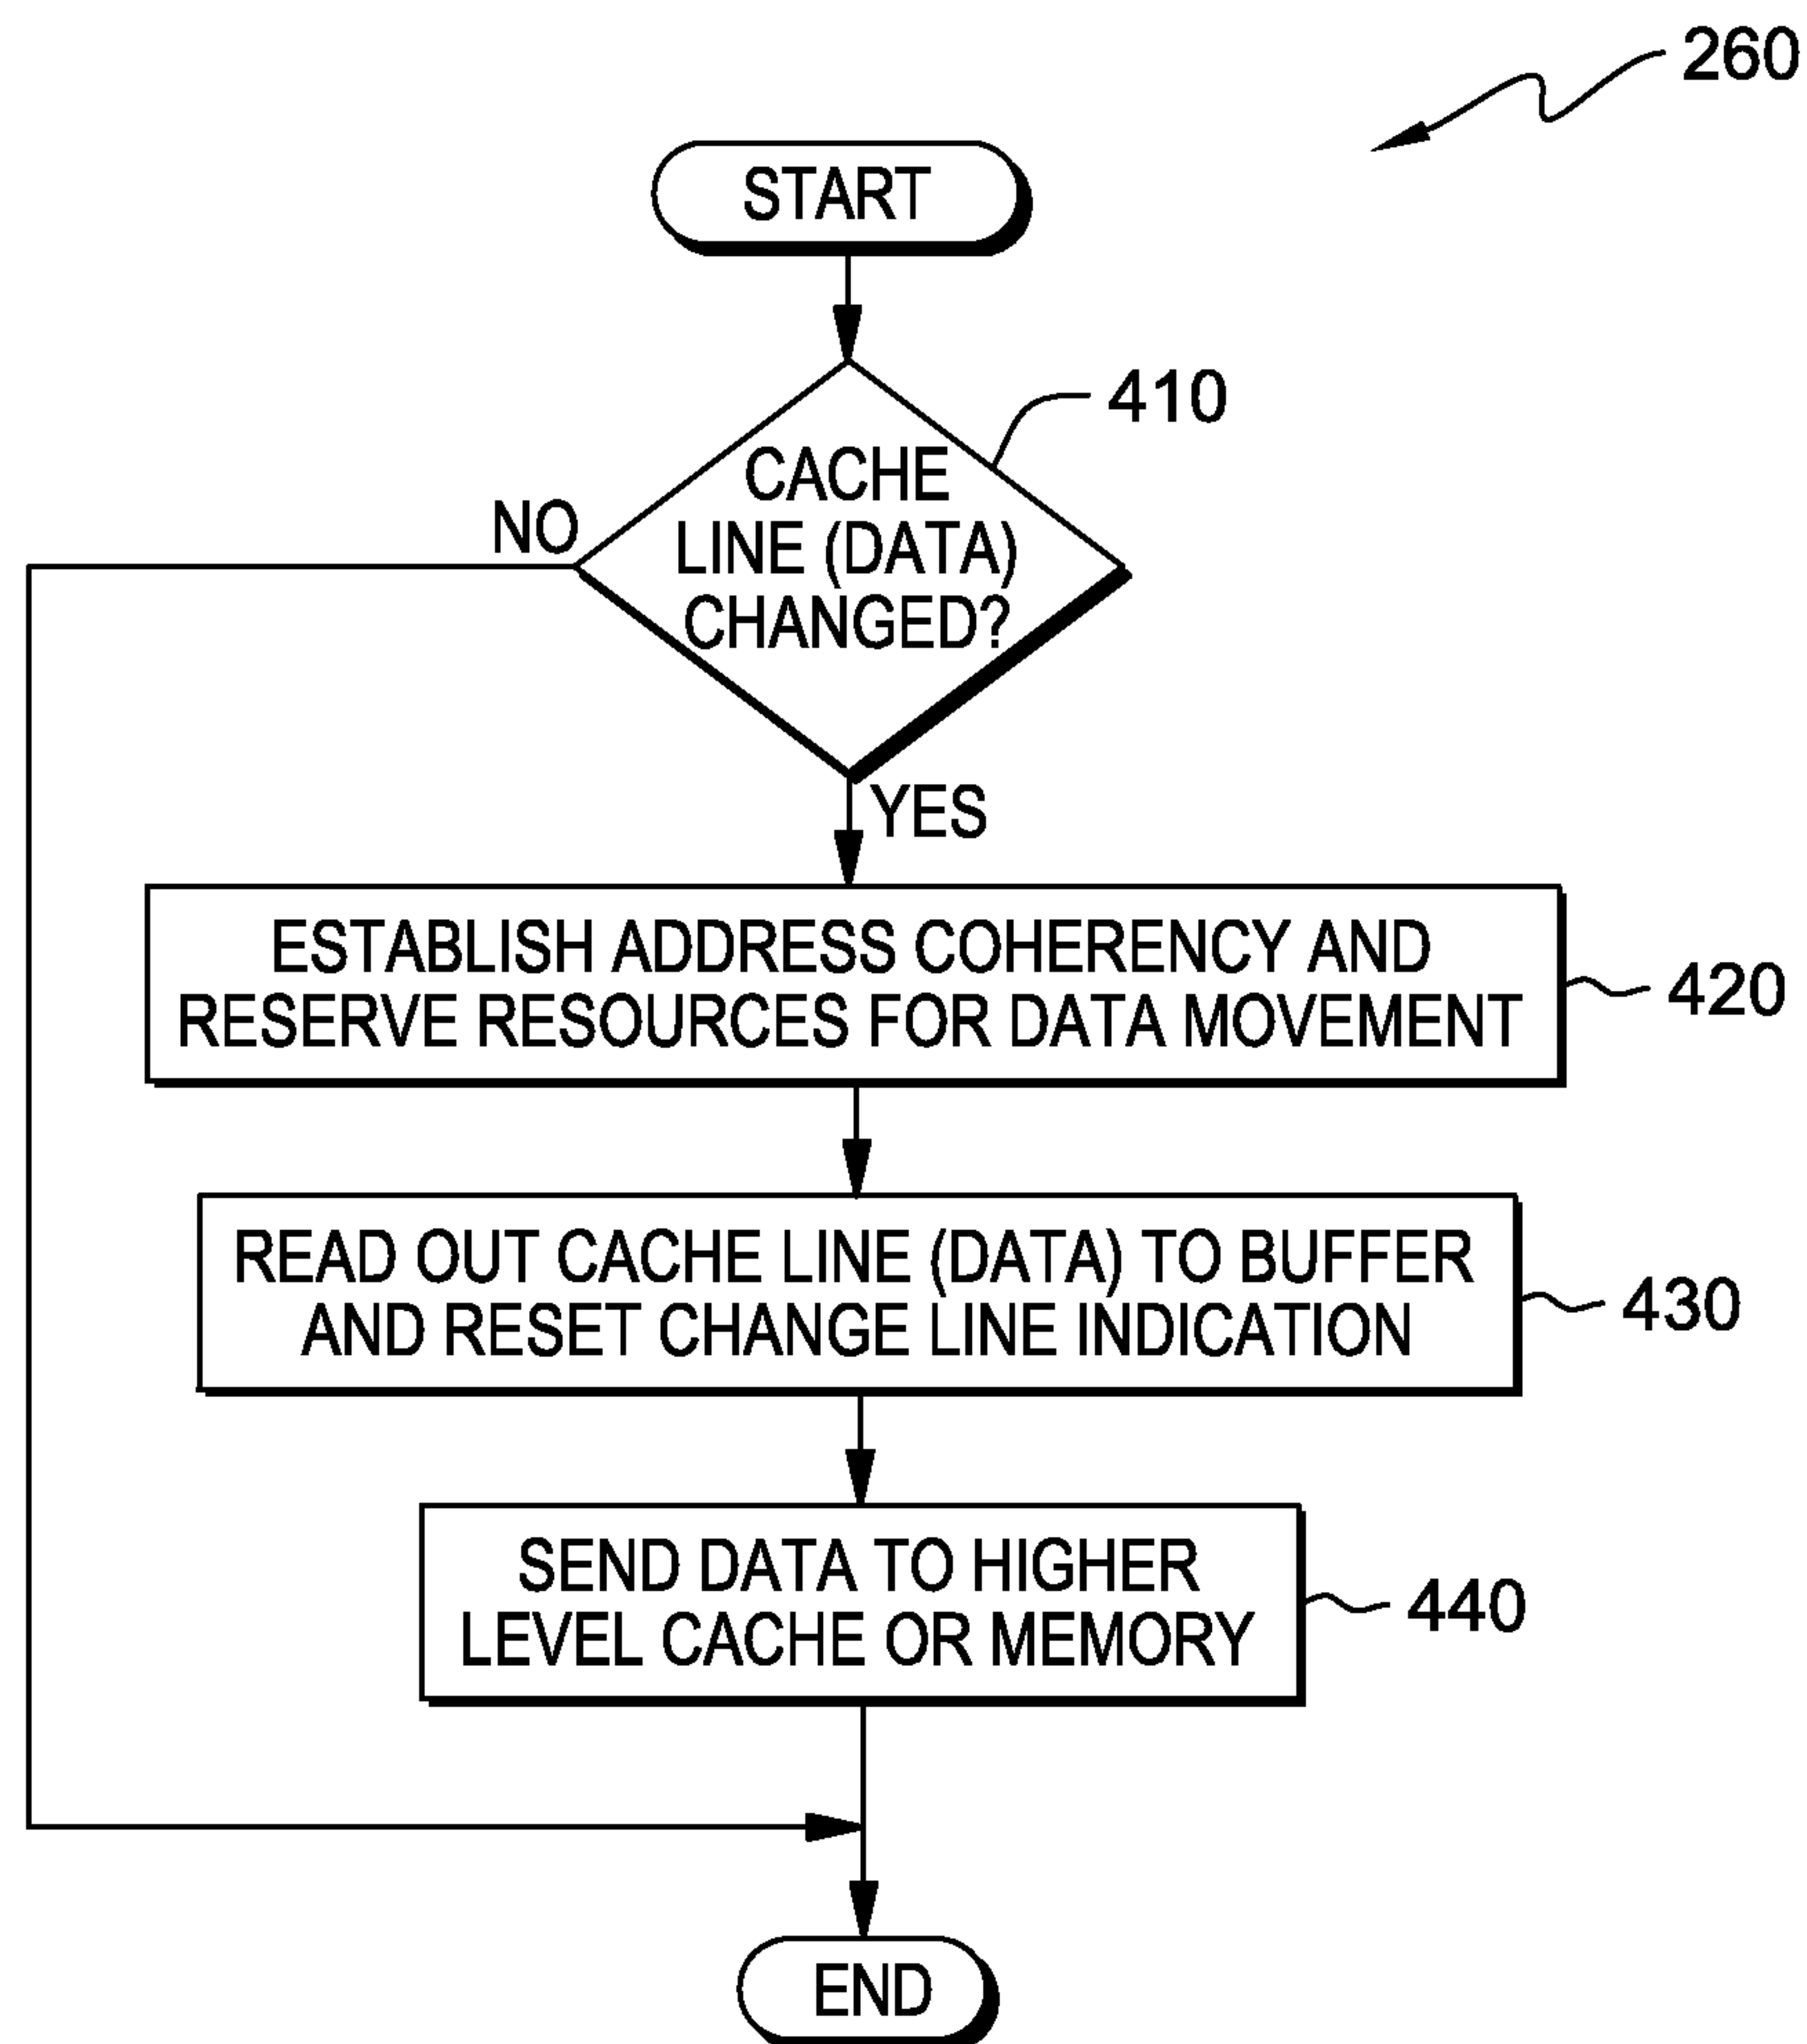 260
START
410
CACHE
LINE (DATA)
CHANGED?
NO
YES
ESTABLISH ADDRESS COHERENCY AND
RESERVE RESOURCES FOR DATA MOVEMENT
420
READ OUT CACHE LINE (DATA) TO BUFFER
AND RESET CHANGE LINE INDICATION
430
SEND DATA TO HIGHER
LEVEL CACHE OR MEMORY
440
END